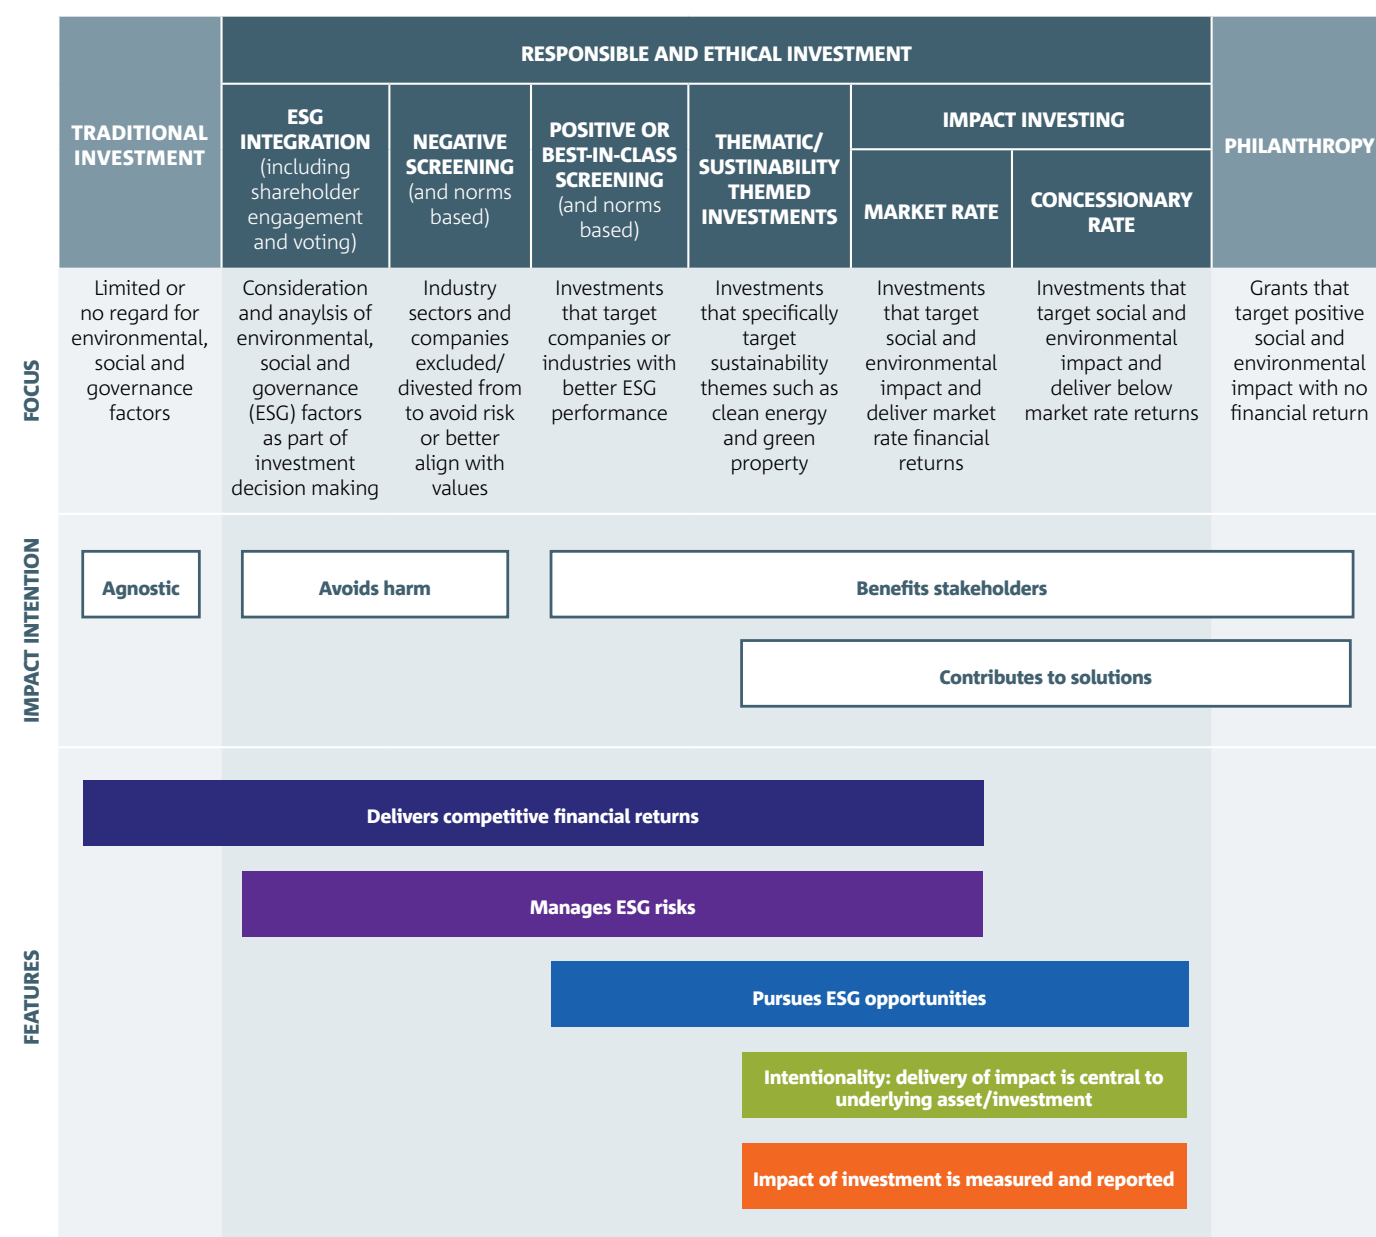 RESPONSIBLE AND ETHICAL INVESTMENT
TRADITIONAL
INVESTMENT
ESG
INTEGRATION
(including
shareholder
engagement
and voting)
NEGATIVE
SCREENING
(and norms
based)
POSITIVE OR
BEST-IN-CLASS
SCREENING
(and norms
based)
THEMATIC/
SUSTINABILITY
THEMED
INVESTMENTS
IMPACT INVESTING
MARKET RATE
CONCESSIONARY
RATE
PHILANTHROPY
FOCUS
Limited or
no regard for
environmental,
social and
governance
factors
Consideration
and anaylsis of
environmental,
social and
governance
(ESG) factors
as part of
investment
decision making
Industry
sectors and
companies
excluded/
divested from
to avoid risk
or better
align with
values
Investments
that target
companies or
industries with
better ESG
performance
Investments
that specifically
target
sustainability
themes such as
clean energy
and green
property
Investments
that target
social and
environmental
impact and
deliver market
rate financial
returns
Investments that
target social and
environmental
impact and
deliver below
market rate returns
Grants that
target positive
social and
environmental
impact with no
financial return
IMPACT INTENTION
Agnostic
Avoids harm
Benefits stakeholders
Contributes to solutions
FEATURES
Delivers competitive financial returns
Manages ESG risks
Pursues ESG opportunities
Intentionality: delivery of impact is central to
underlying asset/investment
Impact of investment is measured and reported